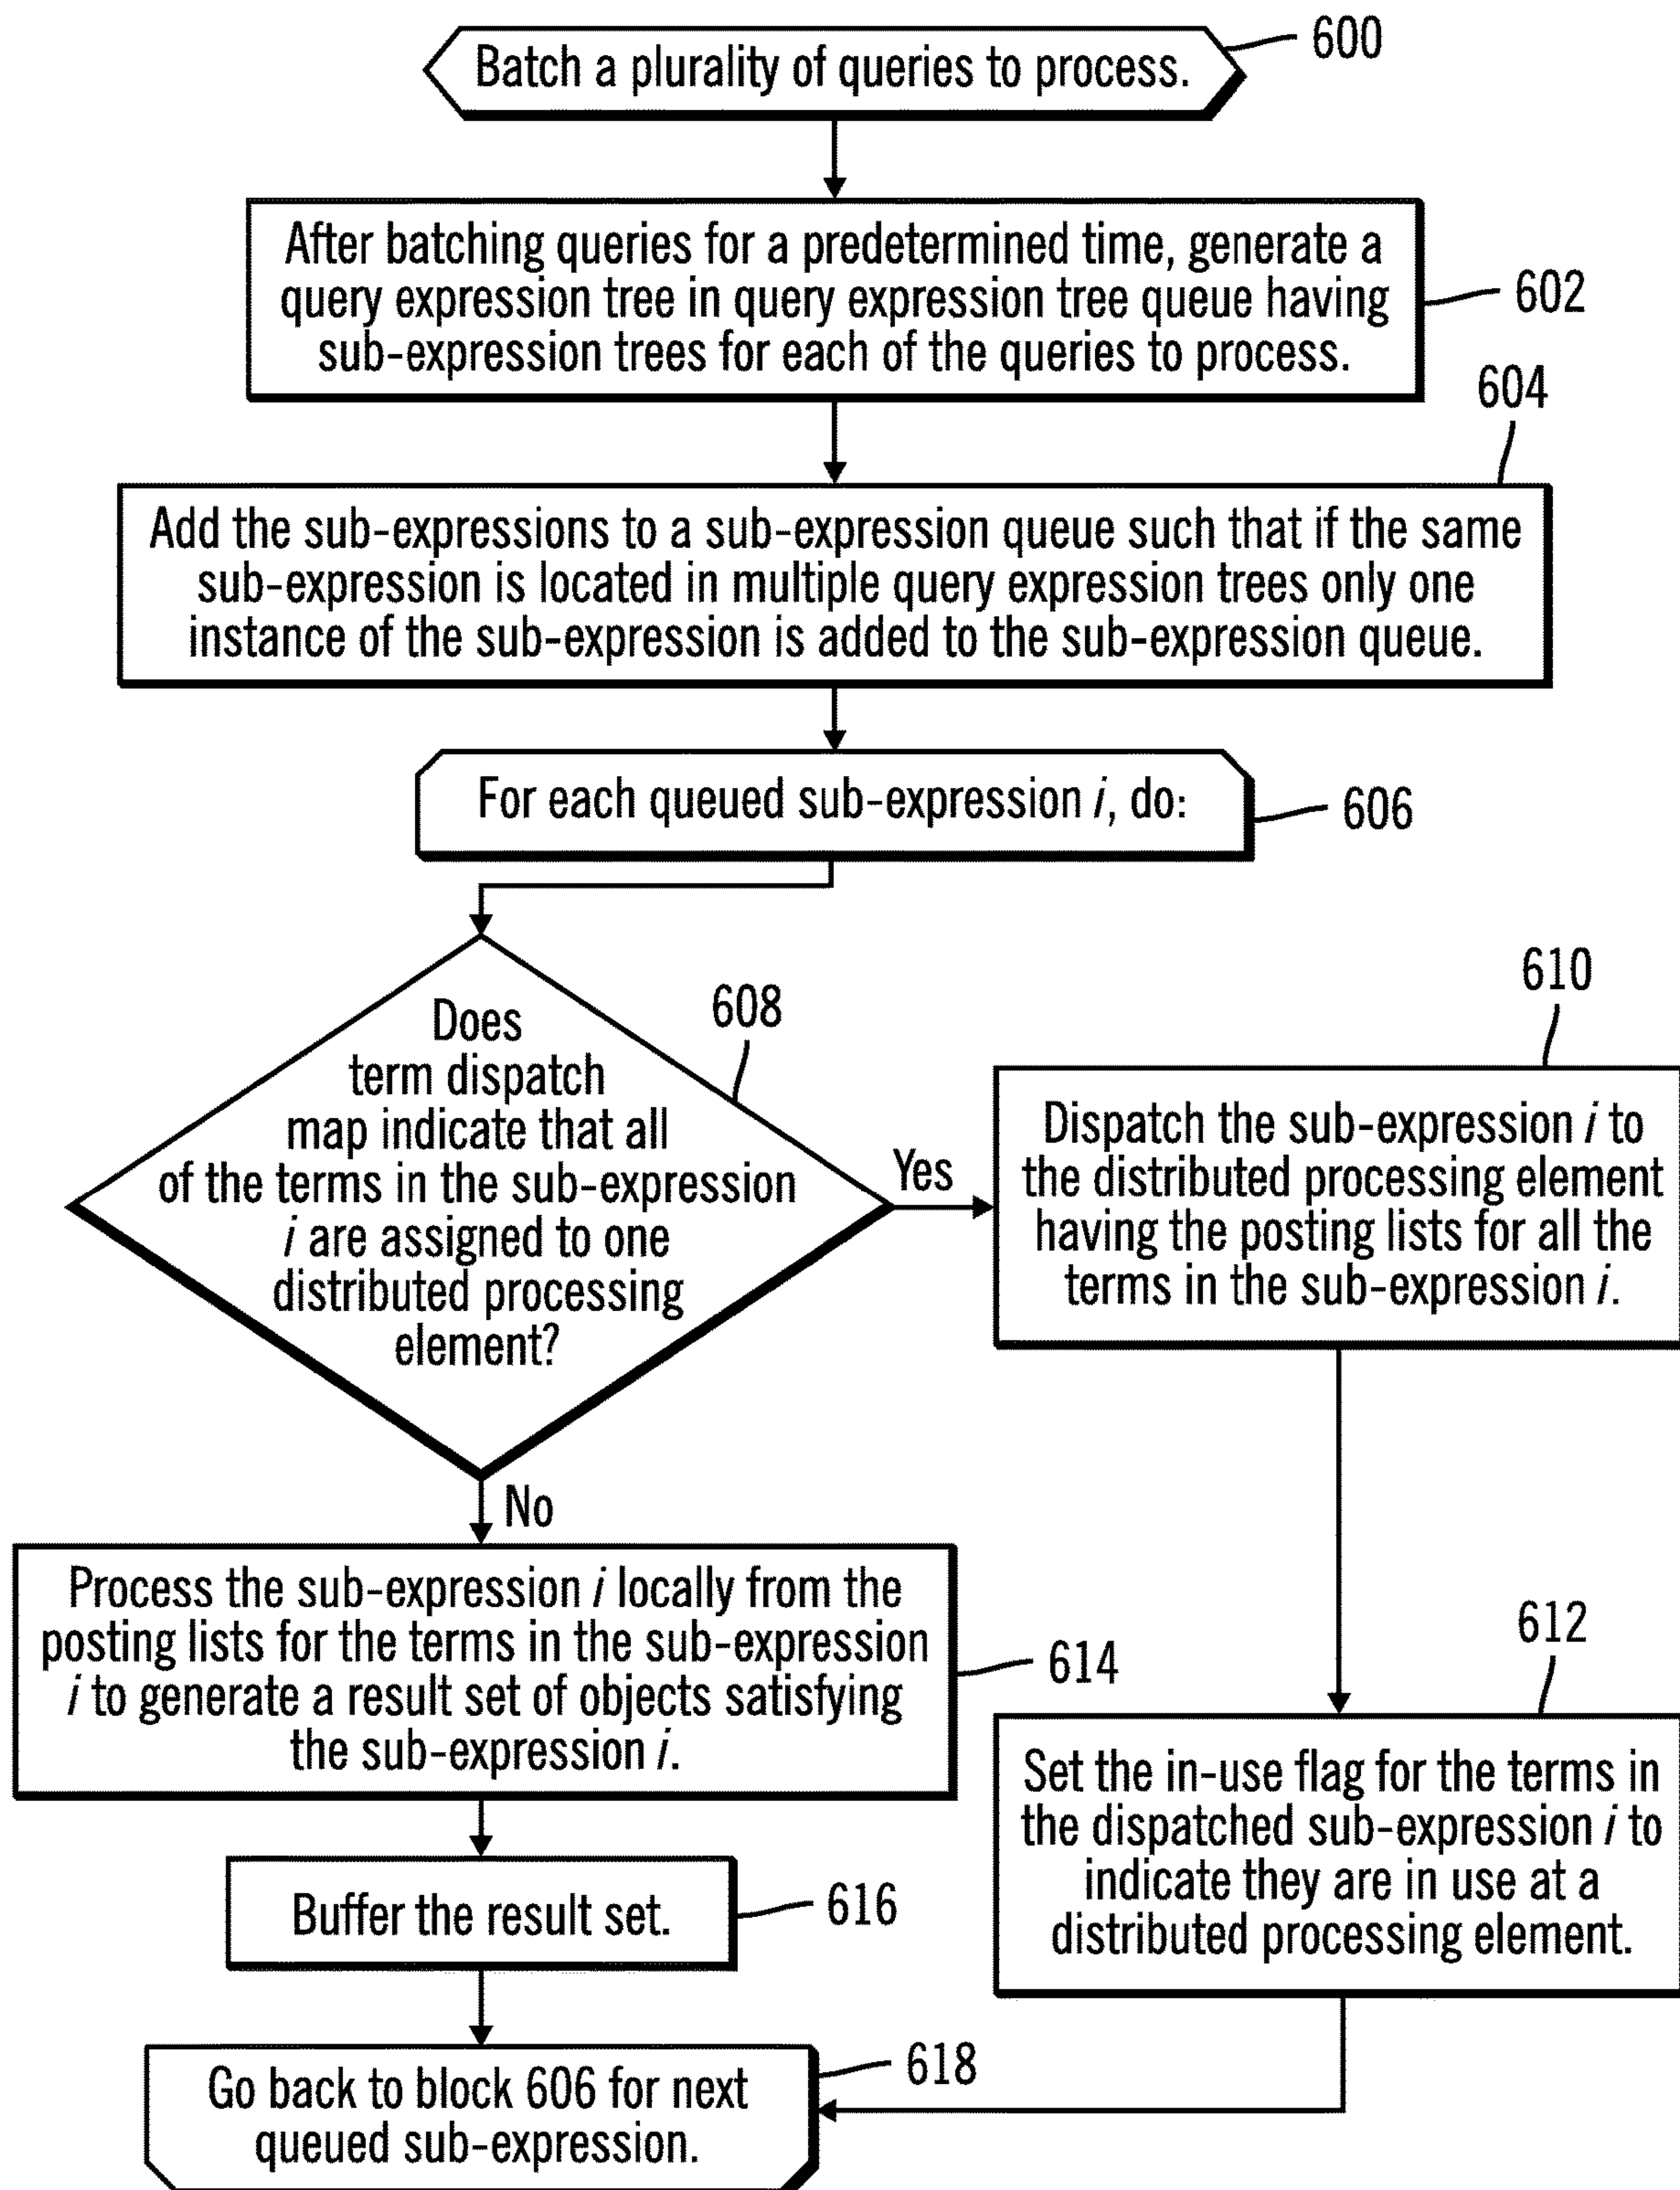 Batch a plurality of queries to process.
600
After batching queries for a predetermined time, generate a
query expression tree in query expression tree queue having
sub-expression trees for each of the queries to process.
602
604
Add the sub-expressions to a sub-expression queue such that if the same
sub-expression is located in multiple query expression trees only one
instance of the sub-expression is added to the sub-expression queue.
For each queued sub-expression i, do:
606
Does
term dispatch
map indicate that all
of the terms in the sub-expression
i are assigned to one
distributed processing
element?
608
Yes
610
Dispatch the sub-expression i to
the distributed processing element
having the posting lists for all the
terms in the sub-expression i.
No
Process the sub-expression i locally from the
posting lists for the terms in the sub-expression
i to generate a result set of objects satisfying
the sub-expression i.
614
612
Set the in-use flag for the terms in
the dispatched sub-expression i to
indicate they are in use at a
distributed processing element.
Buffer the result set.
616
Go back to block 606 for next
queued sub-expression.
618